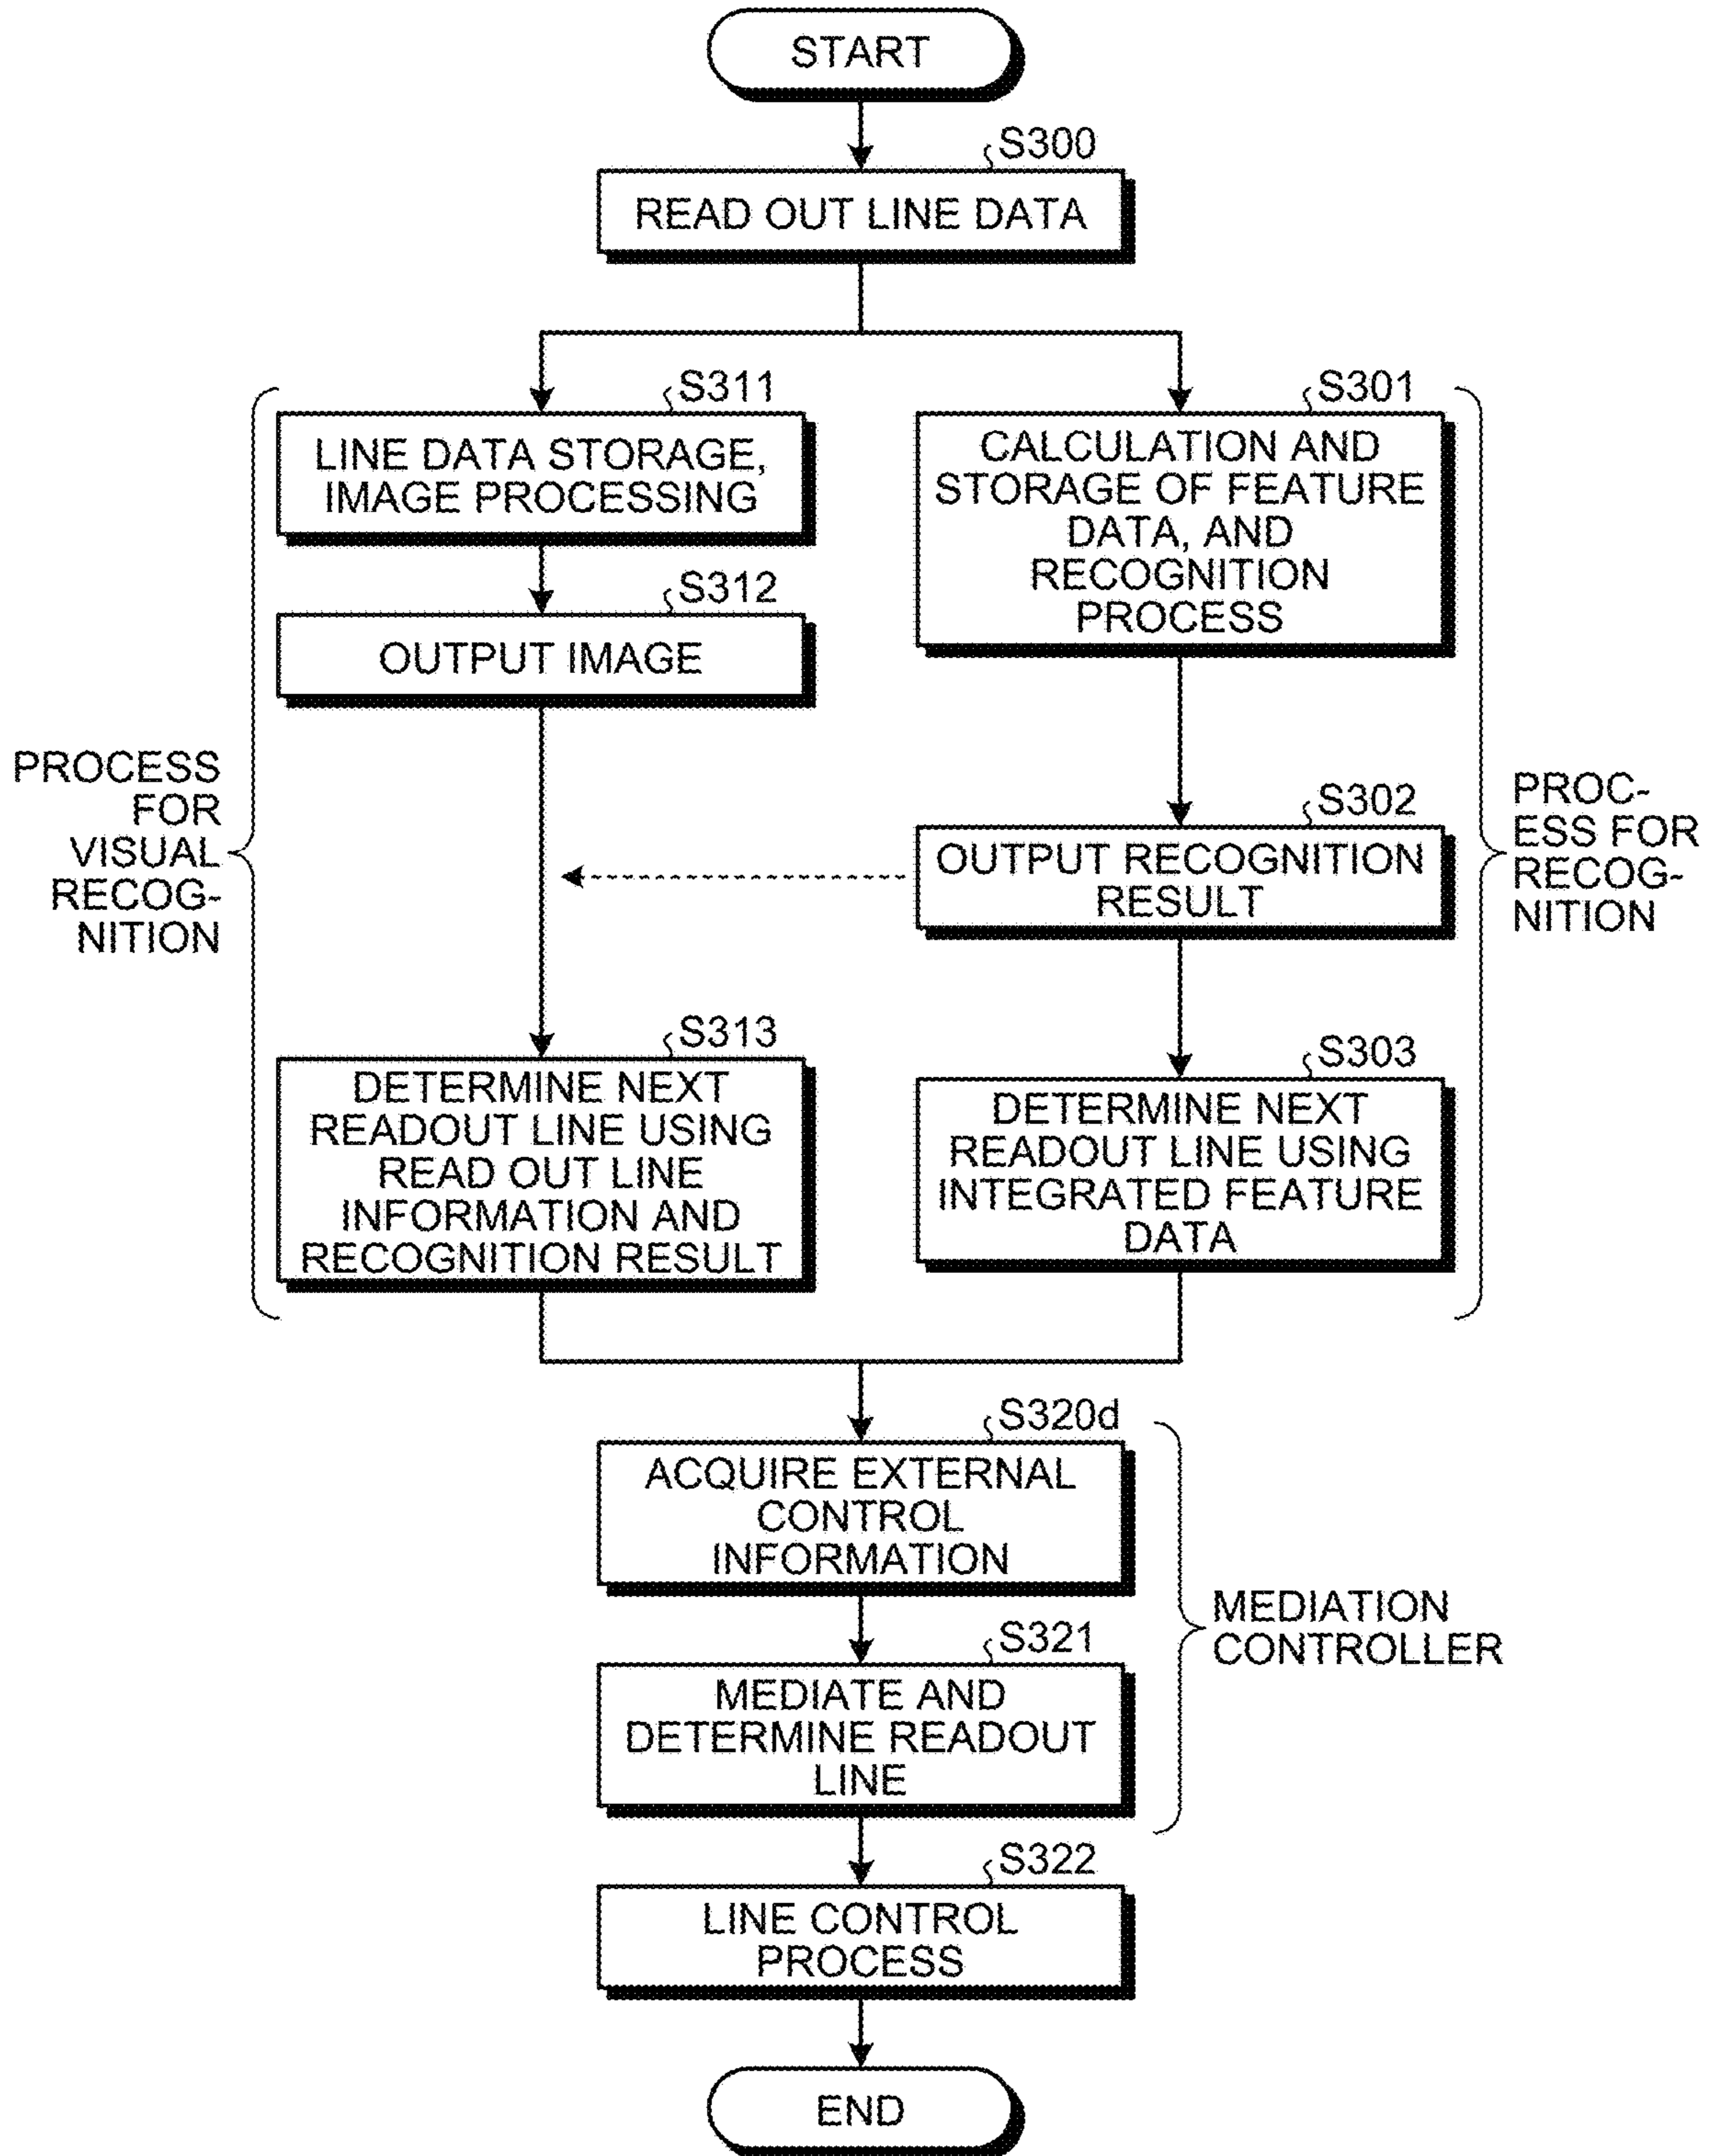 START
S300
READ OUT LINE DATA
S311
LINE DATA STORAGE,
IMAGE PROCESSING
S312
OUTPUT IMAGE
S313
DETERMINE NEXT
READOUT LINE USING
READ OUT LINE
INFORMATION AND
RECOGNITION RESULT
PROCESS
FOR
VISUAL
RECOG-
NITION
S301
CALCULATION AND
STORAGE OF FEATURE
DATA, AND
RECOGNITION
PROCESS
S302
OUTPUT RECOGNITION
RESULT
S303
DETERMINE NEXT
READOUT LINE USING
INTEGRATED FEATURE
DATA
PROC-
ESS FOR
RECOG-
NITION
S320d
ACQUIRE EXTERNAL
CONTROL
INFORMATION
S321
MEDIATE AND
DETERMINE READOUT
LINE
MEDIATION
CONTROLLER
S322
LINE CONTROL
PROCESS
END